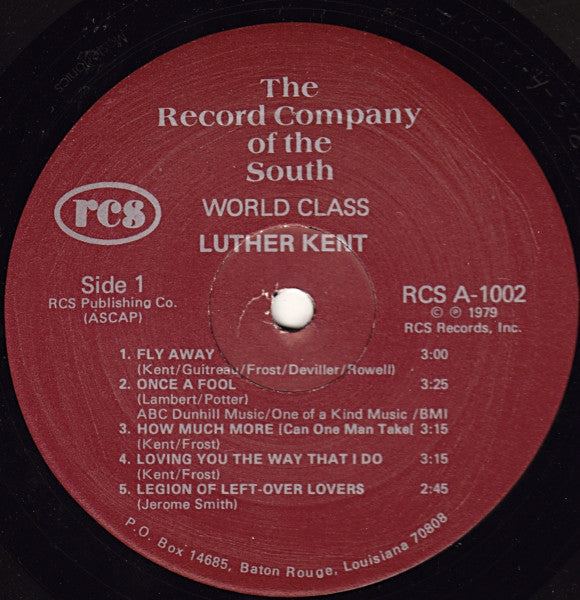 The
Record Company
of the
South
rcs
WORLD CLASS
LUTHER KENT
Side 1
RCS Publishing Co.
(ASCAP)
RCS A-1002
© ℗ 1979
RCS Records, Inc.
1. FLY AWAY 3:00
(Kent/Guitreau/Frost/Deviller/Rowell)
2. ONCE A FOOL 3:25
(Lambert/Potter)
ABC Dunhill Music/One of a Kind Music /BMI
3. HOW MUCH MORE [Can One Man Take[ 3:15
(Kent/Frost)
4. LOVING YOU THE WAY THAT I DO 3:15
(Kent/Frost)
5. LEGION OF LEFT-OVER LOVERS 2:45
(Jerome Smith)
P.O. Box 14685, Baton Rouge, Louisiana 70808